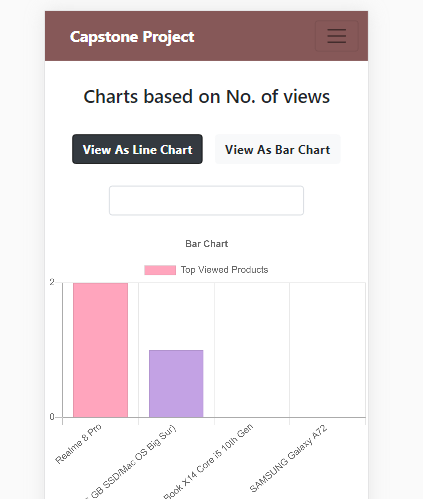 Capstone Project
Charts based on No. of views
View As Line Chart
View As Bar Chart
Bar Chart
Top Viewed Products
2
0
Realme 8 Pro
GB SSD/Mac OS Big Sur)
Book X14 Core i5 10th Gen
SAMSUNG Galaxy A72